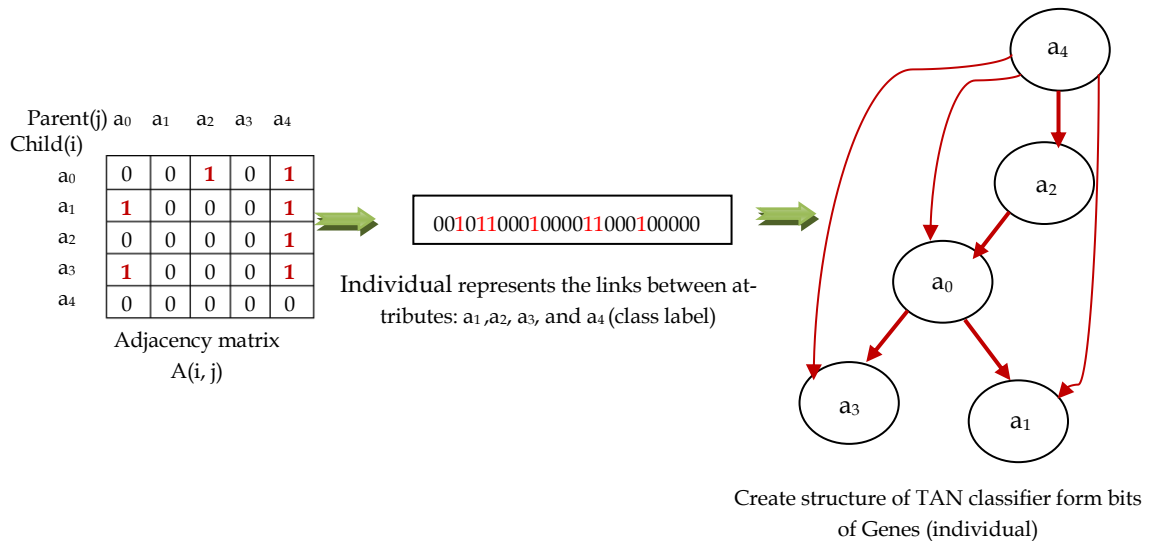 Parent(j) a₀ a₁ a₂ a₃ a₄
Child(i)
a₀ 0 0 1 0 1
a₁ 1 0 0 0 1
a₂ 0 0 0 0 1
a₃ 1 0 0 0 1
a₄ 0 0 0 0 0
Adjacency matrix
A(i, j)
0010110001000011000100000
Individual represents the links between at-
tributes: a₁ ,a₂, a₃, and a₄ (class label)
a₄
a₂
a₀
a₃
a₁
Create structure of TAN classifier form bits
of Genes (individual)